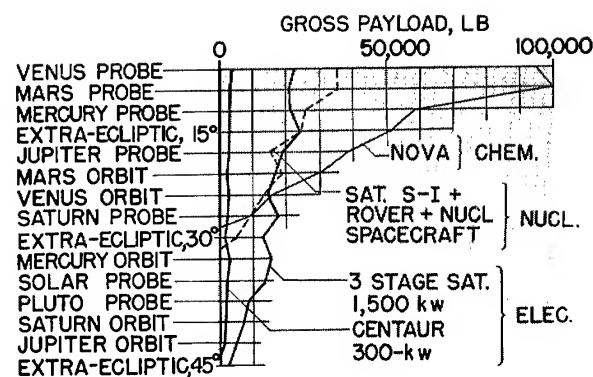 GROSS PAYLOAD, LB
0 50,000 100,000
VENUS PROBE
MARS PROBE
MERCURY PROBE
EXTRA-ECLIPTIC, 15°
JUPITER PROBE
MARS ORBIT
VENUS ORBIT
SATURN PROBE
EXTRA-ECLIPTIC, 30°
MERCURY ORBIT
SOLAR PROBE
PLUTO PROBE
SATURN ORBIT
JUPITER ORBIT
EXTRA-ECLIPTIC, 45°
NOVA } CHEM.
SAT. S-I +
ROVER + NUCL
SPACECRAFT
} NUCL.
3 STAGE SAT.
1,500 kw
CENTAUR
300-kw
} ELEC.